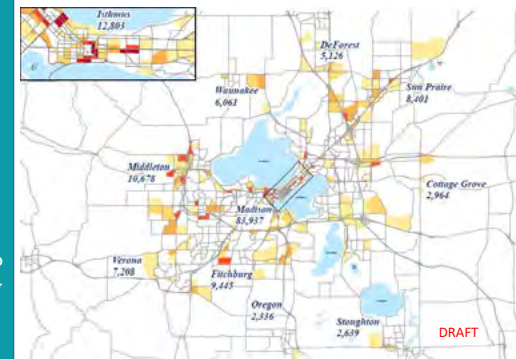 Isthmus
12,803
DeForest
5,126
Sun Praire
8,401
Waunakee
6,061
Middleton
10,678
Cottage Grove
2,964
Madison
83,937
Verona
7,208
Fitchburg
9,445
Oregon
2,336
Stoughton
2,639
DRAFT